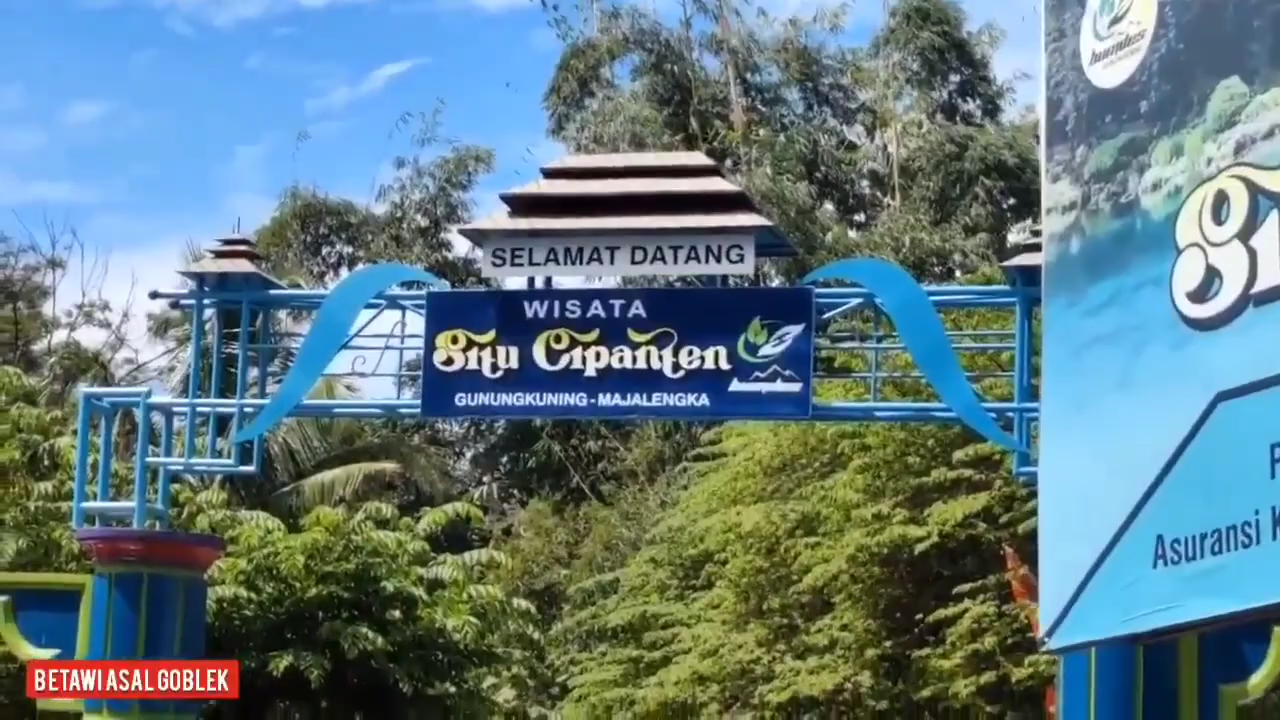 SELAMAT DATANG
WISATA
Situ Cipanten
GUNUNGKUNING - MAJALENGKA
Asuransi
BETAWI ASAL GOBLEK